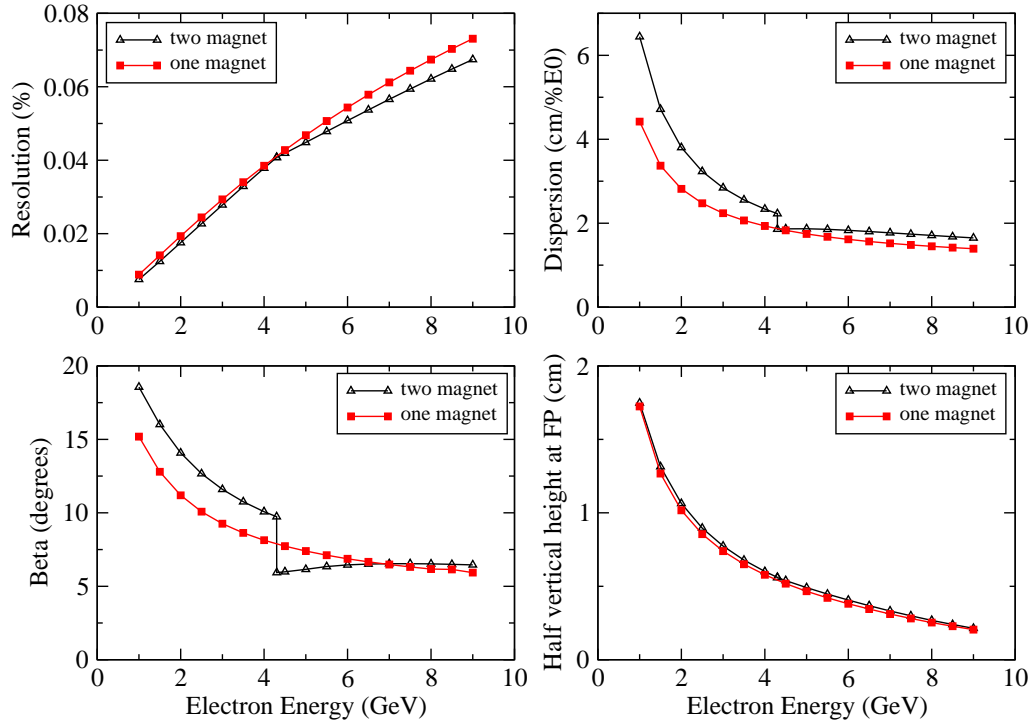 0.08
0.06
0.04
0.02
0
Resolution (%)
two magnet
one magnet
0 2 4 6 8 10
6
4
2
0
Dispersion (cm/%E0)
two magnet
one magnet
0 2 4 6 8 10
20
15
10
5
0
Beta (degrees)
two magnet
one magnet
0 2 4 6 8 10
Electron Energy (GeV)
2
1
0
Half vertical height at FP (cm)
two magnet
one magnet
0 2 4 6 8 10
Electron Energy (GeV)